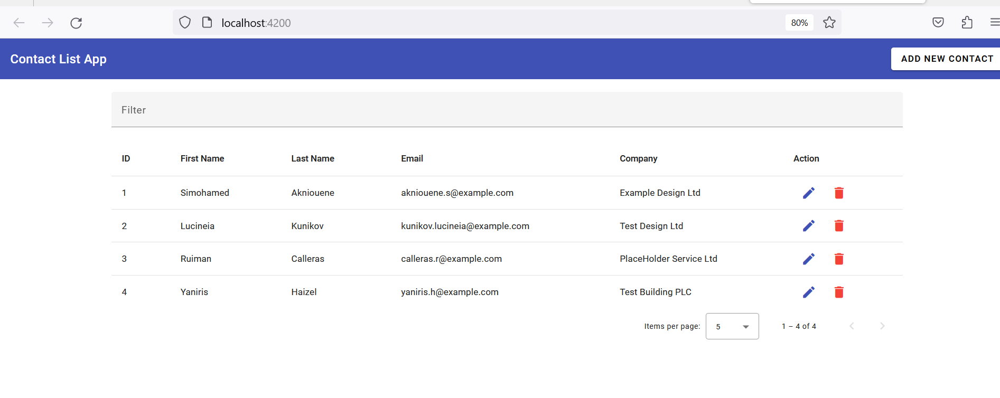 localhost:4200 80%
Contact List App ADD NEW CONTACT
Filter
ID First Name Last Name Email Company Action
1 Simohamed Akniouene akniouene.s@example.com Example Design Ltd
2 Lucineia Kunikov kunikov.lucineia@example.com Test Design Ltd
3 Ruiman Calleras calleras.r@example.com PlaceHolder Service Ltd
4 Yaniris Haizel yaniris.h@example.com Test Building PLC
Items per page: 5 1 – 4 of 4